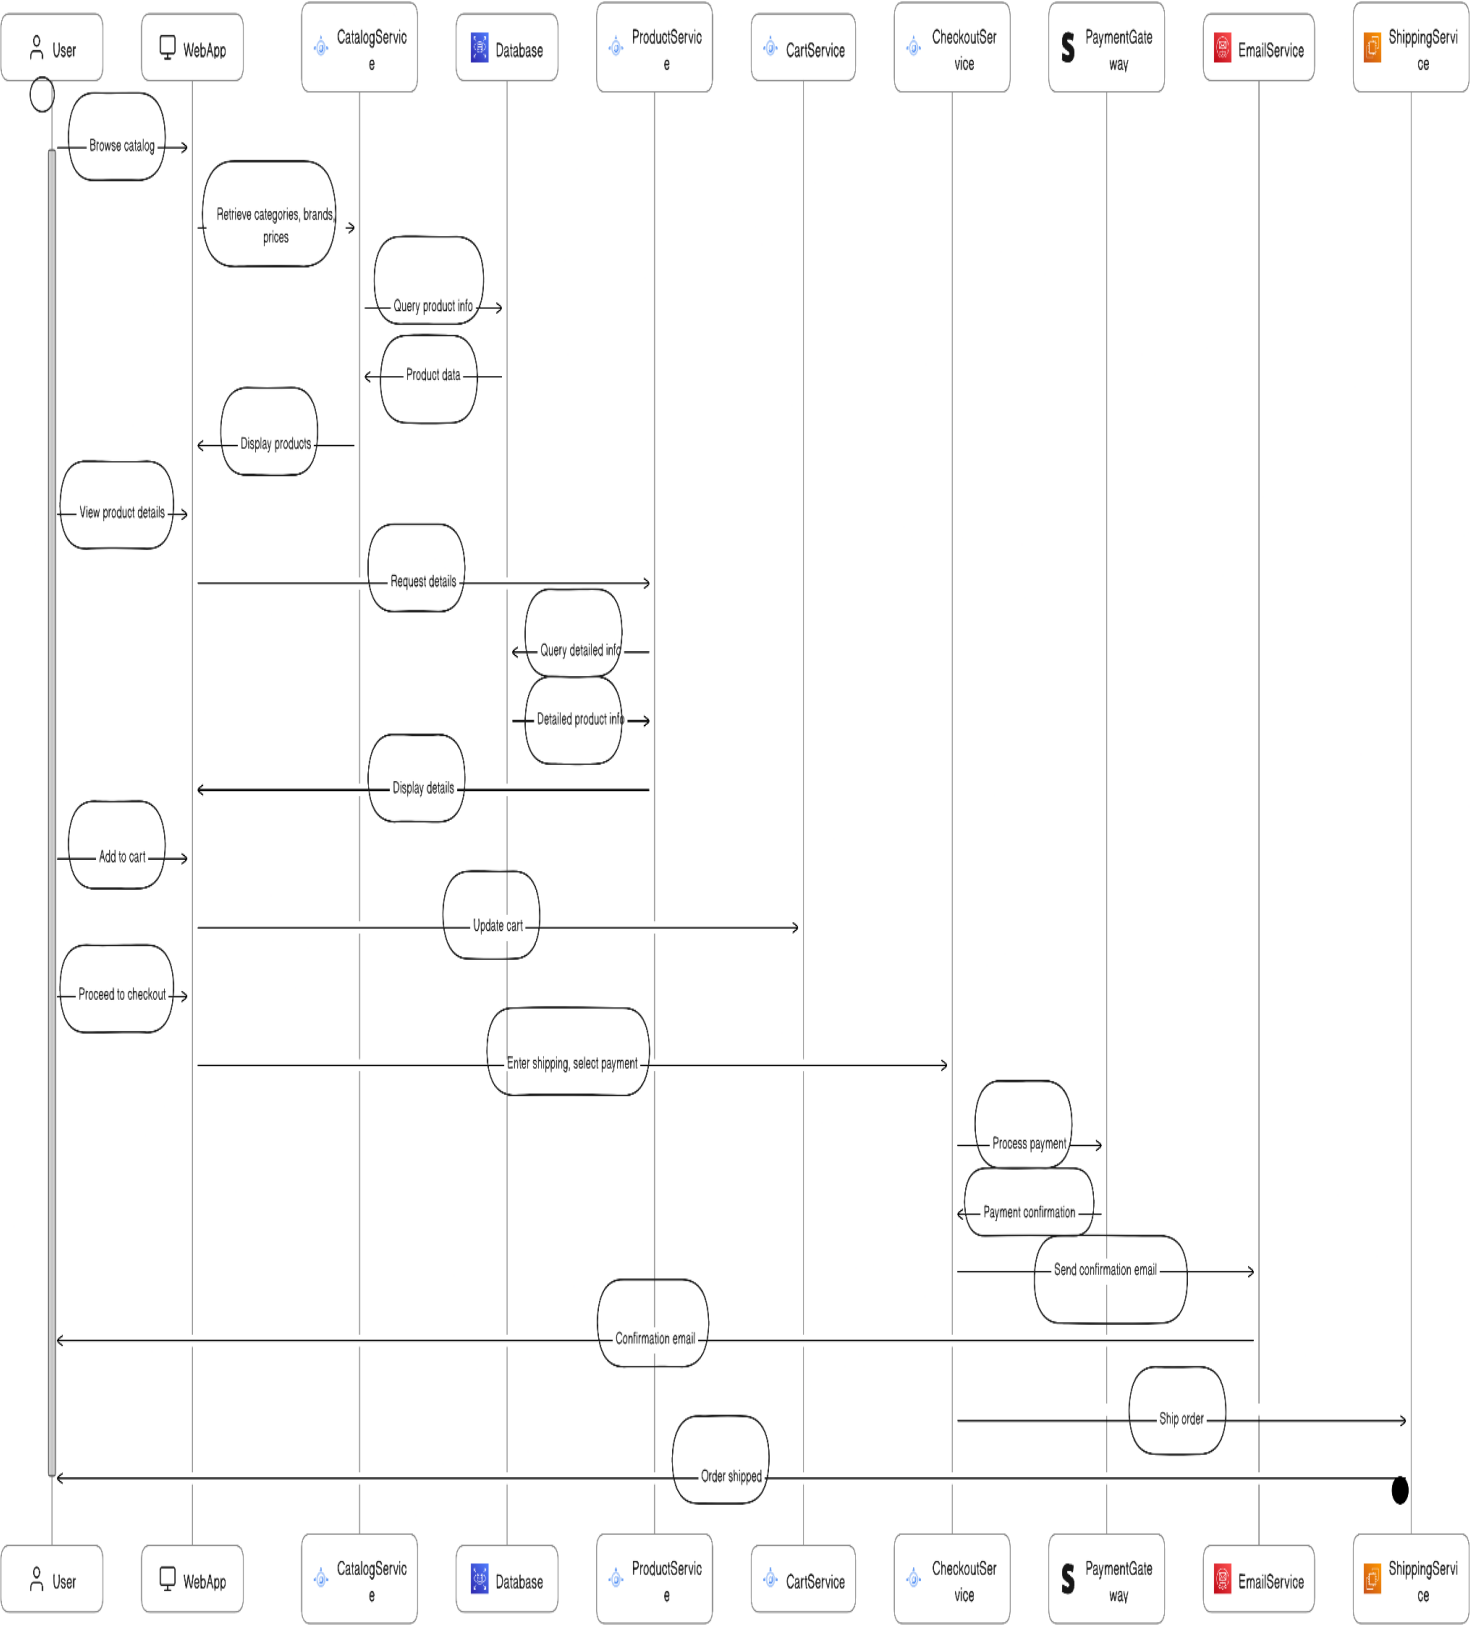 User
WebApp
CatalogServic
e
Database
ProductServic
e
CartService
CheckoutSer
vice
PaymentGate
way
EmailService
ShippingServi
ce
Browse catalog
Retrieve categories, brands,
prices
Query product info
Product data
Display products
View product details
Request details
Query detailed info
Detailed product info
Display details
Add to cart
Update cart
Proceed to checkout
Enter shipping, select payment
Process payment
Payment confirmation
Send confirmation email
Confirmation email
Ship order
Order shipped
User
WebApp
CatalogServic
e
Database
ProductServic
e
CartService
CheckoutSer
vice
PaymentGate
way
EmailService
ShippingServi
ce